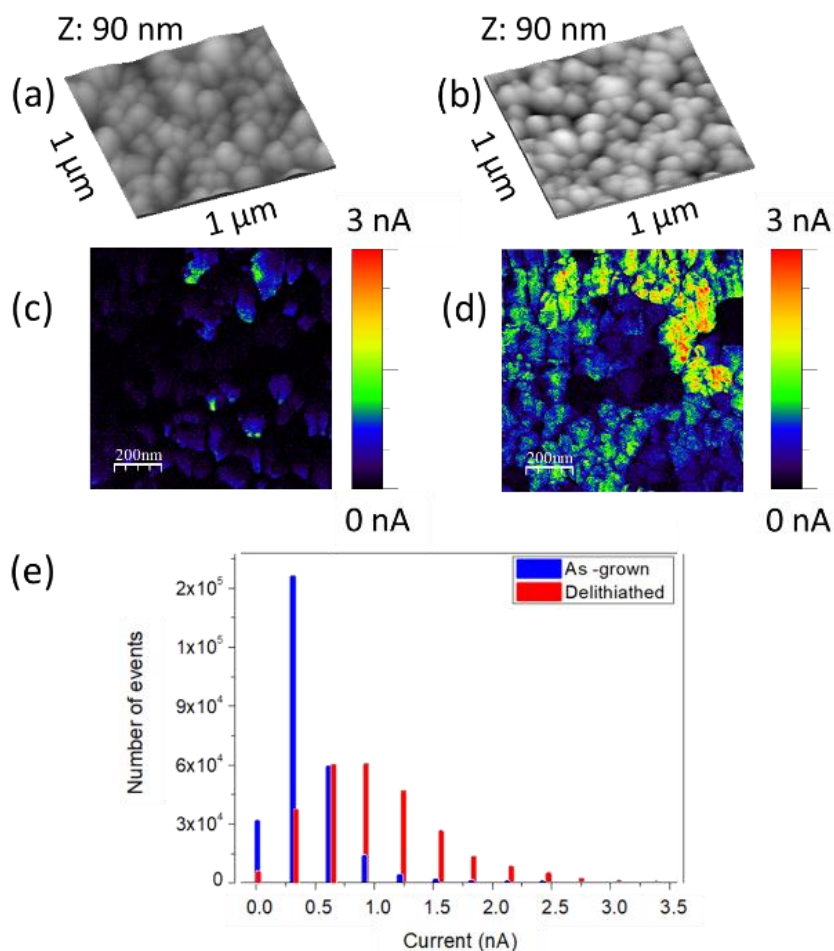 Z: 90 nm
Z: 90 nm
(a)
(b)
1 µm
1 µm
1 µm
1 µm
3 nA
3 nA
(c)
(d)
200nm
200nm
0 nA
0 nA
(e)
As -grown
Delithiathed
2x10⁵
1x10⁵
9x10⁴
6x10⁴
3x10⁴
0
Number of events
0.0 0.5 1.0 1.5 2.0 2.5 3.0 3.5
Current (nA)